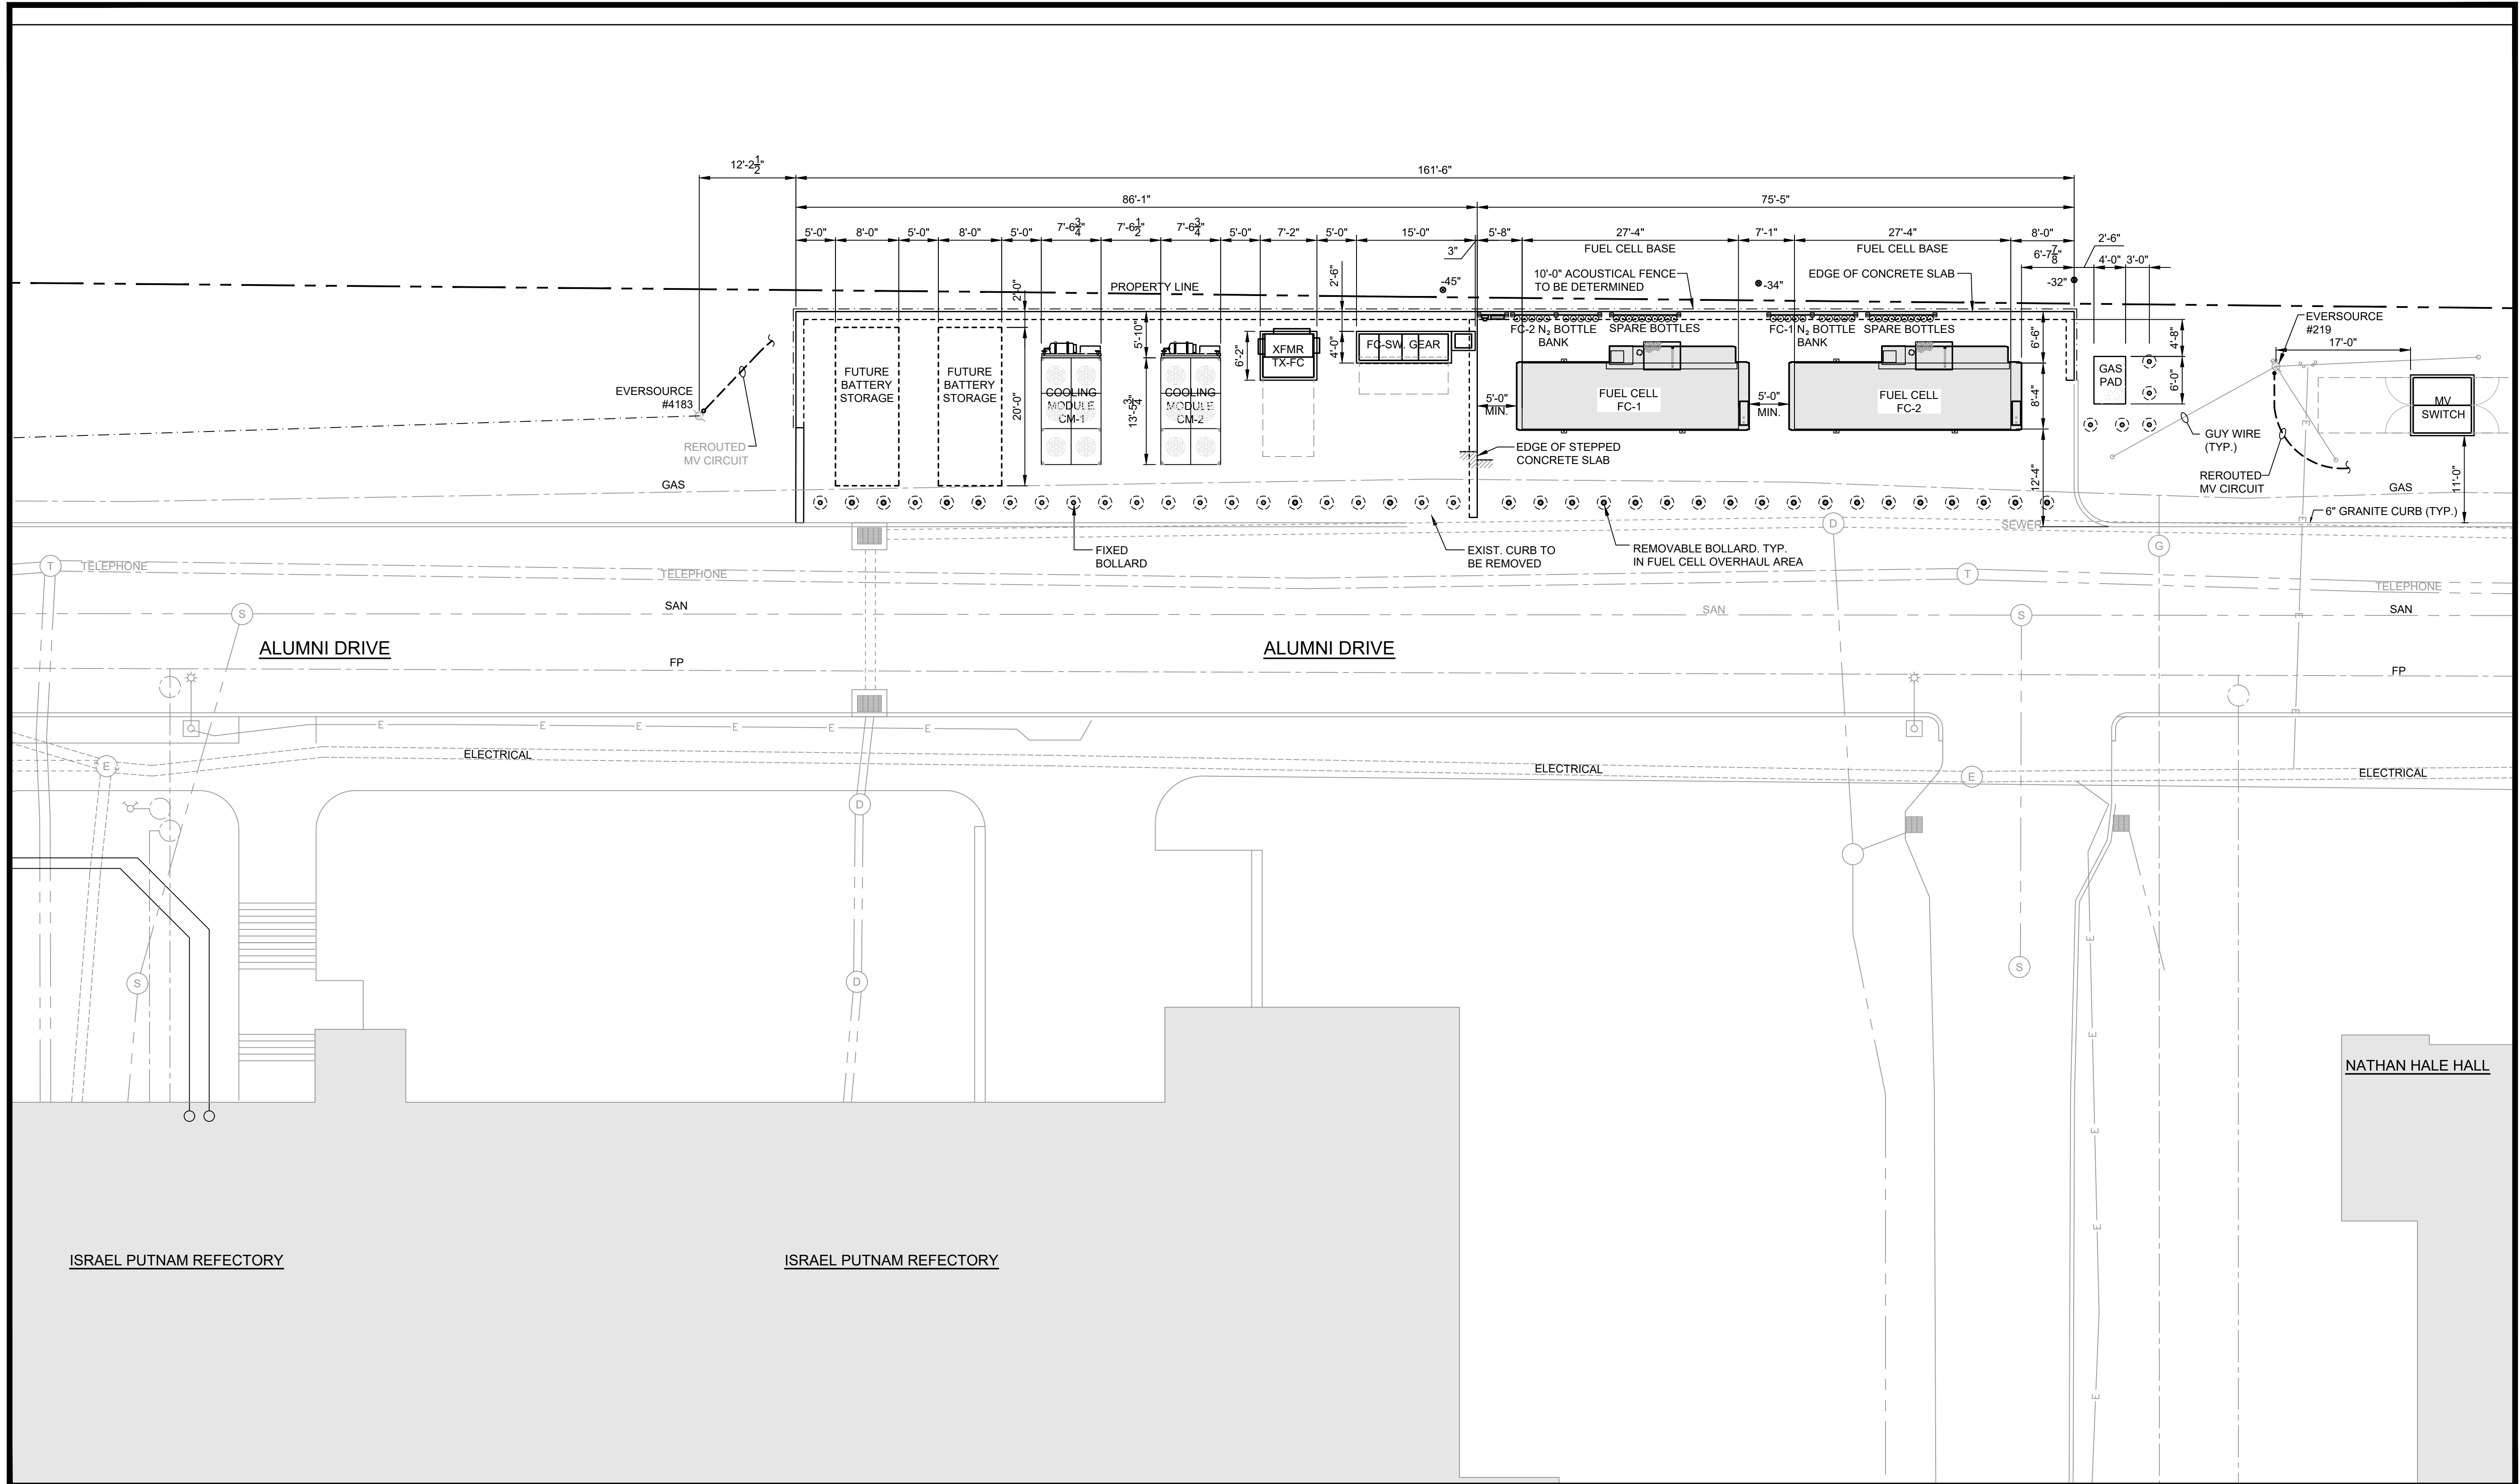 12'-2 1/2"
161'-6"
86'-1"
75'-5"
5'-0"
8'-0"
5'-0"
8'-0"
5'-0"
7'-6 3/4"
7'-6 1/2"
7'-6 3/4"
5'-0"
7'-2"
5'-0"
15'-0"
3"
5'-8"
27'-4"
FUEL CELL BASE
7'-1"
27'-4"
FUEL CELL BASE
8'-0"
6'-7 7/8"
2'-6"
4'-0"
3'-0"
2'-0"
2'-6"
PROPERTY LINE
-45"
10'-0" ACOUSTICAL FENCE
TO BE DETERMINED
-34"
EDGE OF CONCRETE SLAB
-32"
EVERSOURCE
#219
17'-0"
5'-10"
6'-2"
4'-0"
XFMR
TX-FC
FC-SW. GEAR
FC-2 N₂ BOTTLE
BANK
SPARE BOTTLES
FC-1 N₂ BOTTLE
BANK
SPARE BOTTLES
6'-6"
4'-8"
6'-0"
8'-4"
12'-4"
FUTURE
BATTERY
STORAGE
FUTURE
BATTERY
STORAGE
20'-0"
COOLING
MODULE
CM-1
13'-5 3/4"
COOLING
MODULE
CM-2
5'-0"
MIN.
FUEL CELL
FC-1
5'-0"
MIN.
FUEL CELL
FC-2
GAS
PAD
MV
SWITCH
EVERSOURCE
#4183
REROUTED
MV CIRCUIT
EDGE OF STEPPED
CONCRETE SLAB
GUY WIRE
(TYP.)
REROUTED
MV CIRCUIT
11'-0"
GAS
GAS
6" GRANITE CURB (TYP.)
SEWER
D
G
E
E
FIXED
BOLLARD
EXIST. CURB TO
BE REMOVED
REMOVABLE BOLLARD. TYP.
IN FUEL CELL OVERHAUL AREA
T
TELEPHONE
TELEPHONE
T
TELEPHONE
S
SAN
SAN
S
SAN
E
ALUMNI DRIVE
ALUMNI DRIVE
FP
FP
E
E
E
E
E
E
E
E
ELECTRICAL
ELECTRICAL
E
ELECTRICAL
D
E
S
D
S
E
E
NATHAN HALE HALL
E
E
ISRAEL PUTNAM REFECTORY
ISRAEL PUTNAM REFECTORY
E